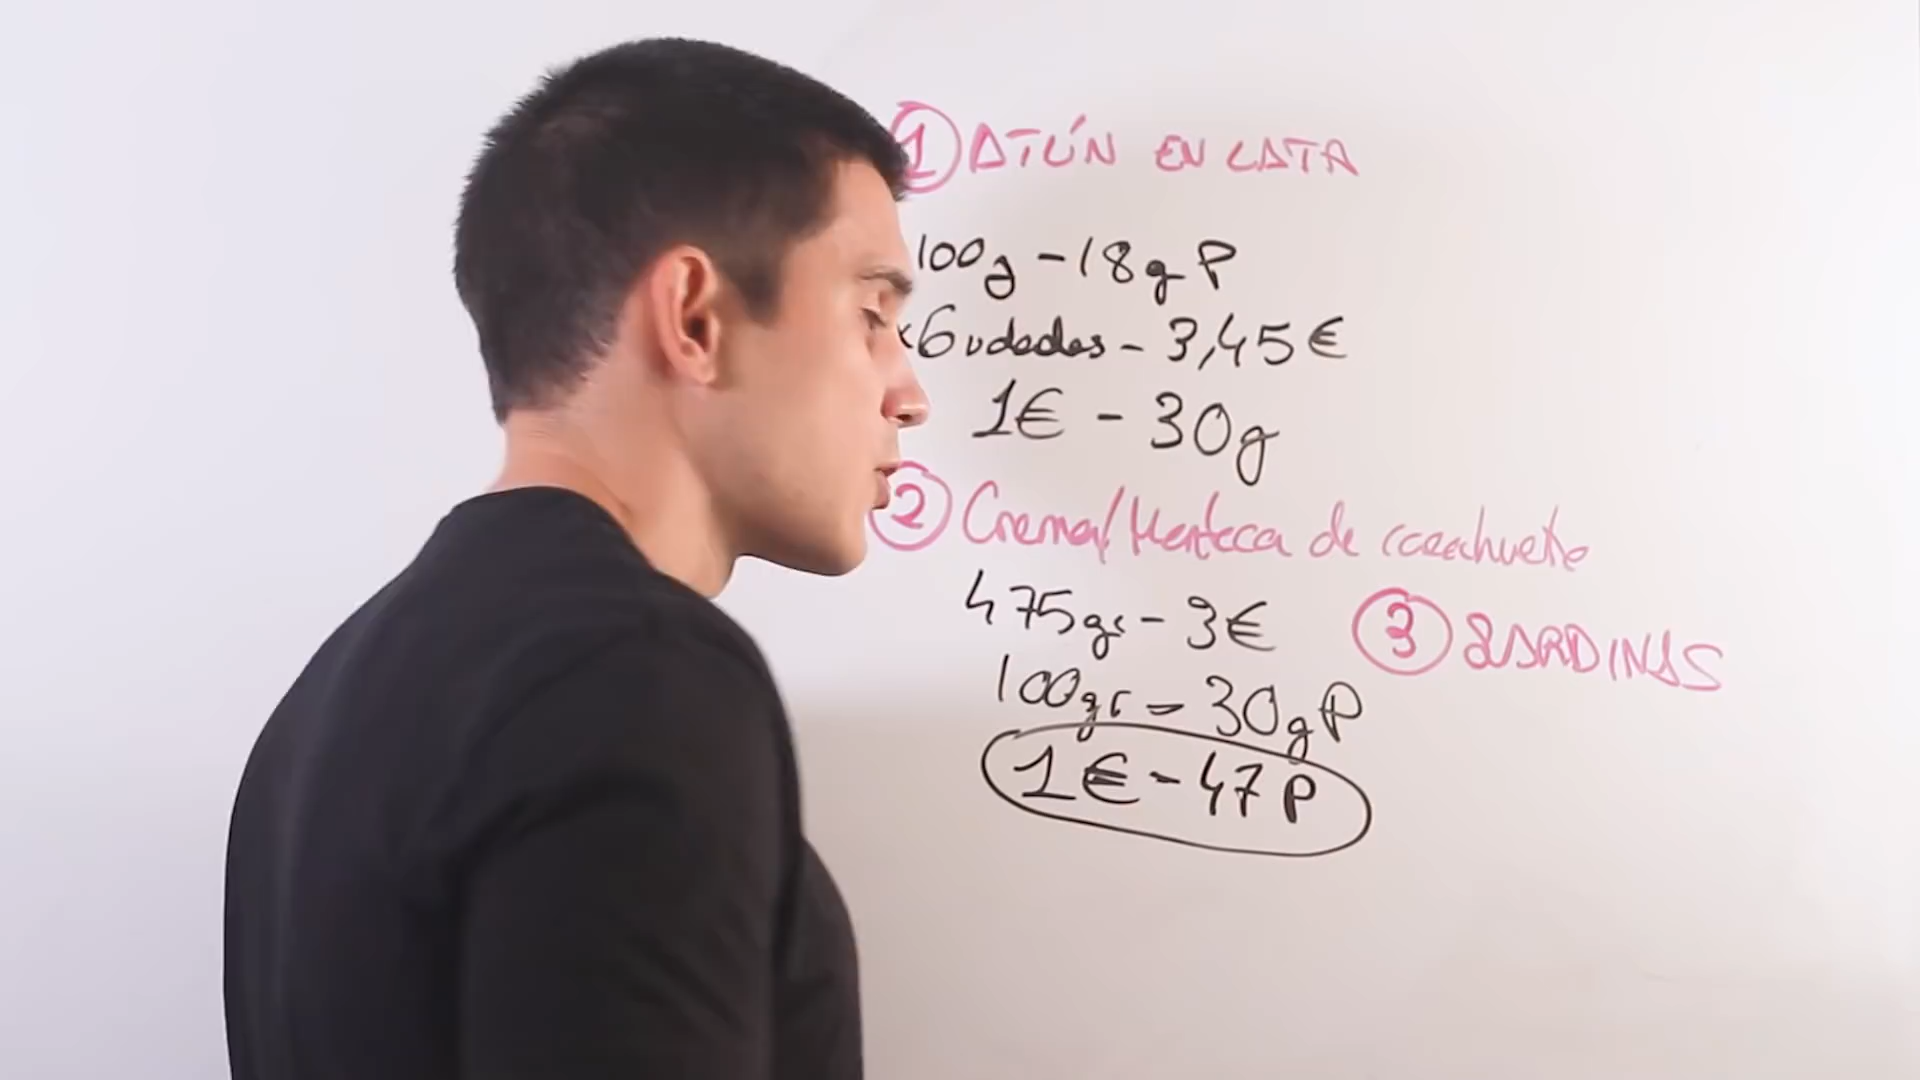 1 ATÚN EN LATA
100g - 18g P
x6 udades - 3,45€
1€ - 30g
2 Crema/Manteca de cacahuete
475gr - 3€
100gr - 30gP
1€ - 47 P
3 SARDINAS